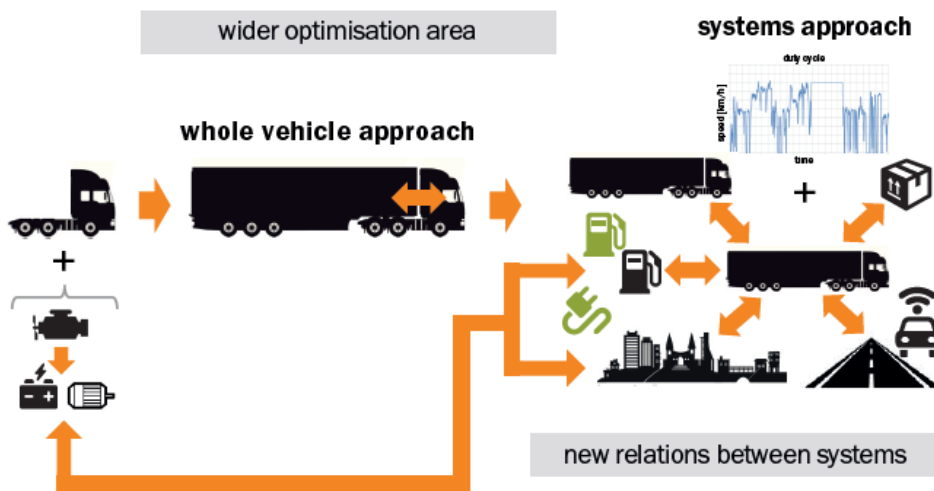 wider optimisation area
systems approach
duty cycle
speed [km/h]
time
whole vehicle approach
+
+
new relations between systems